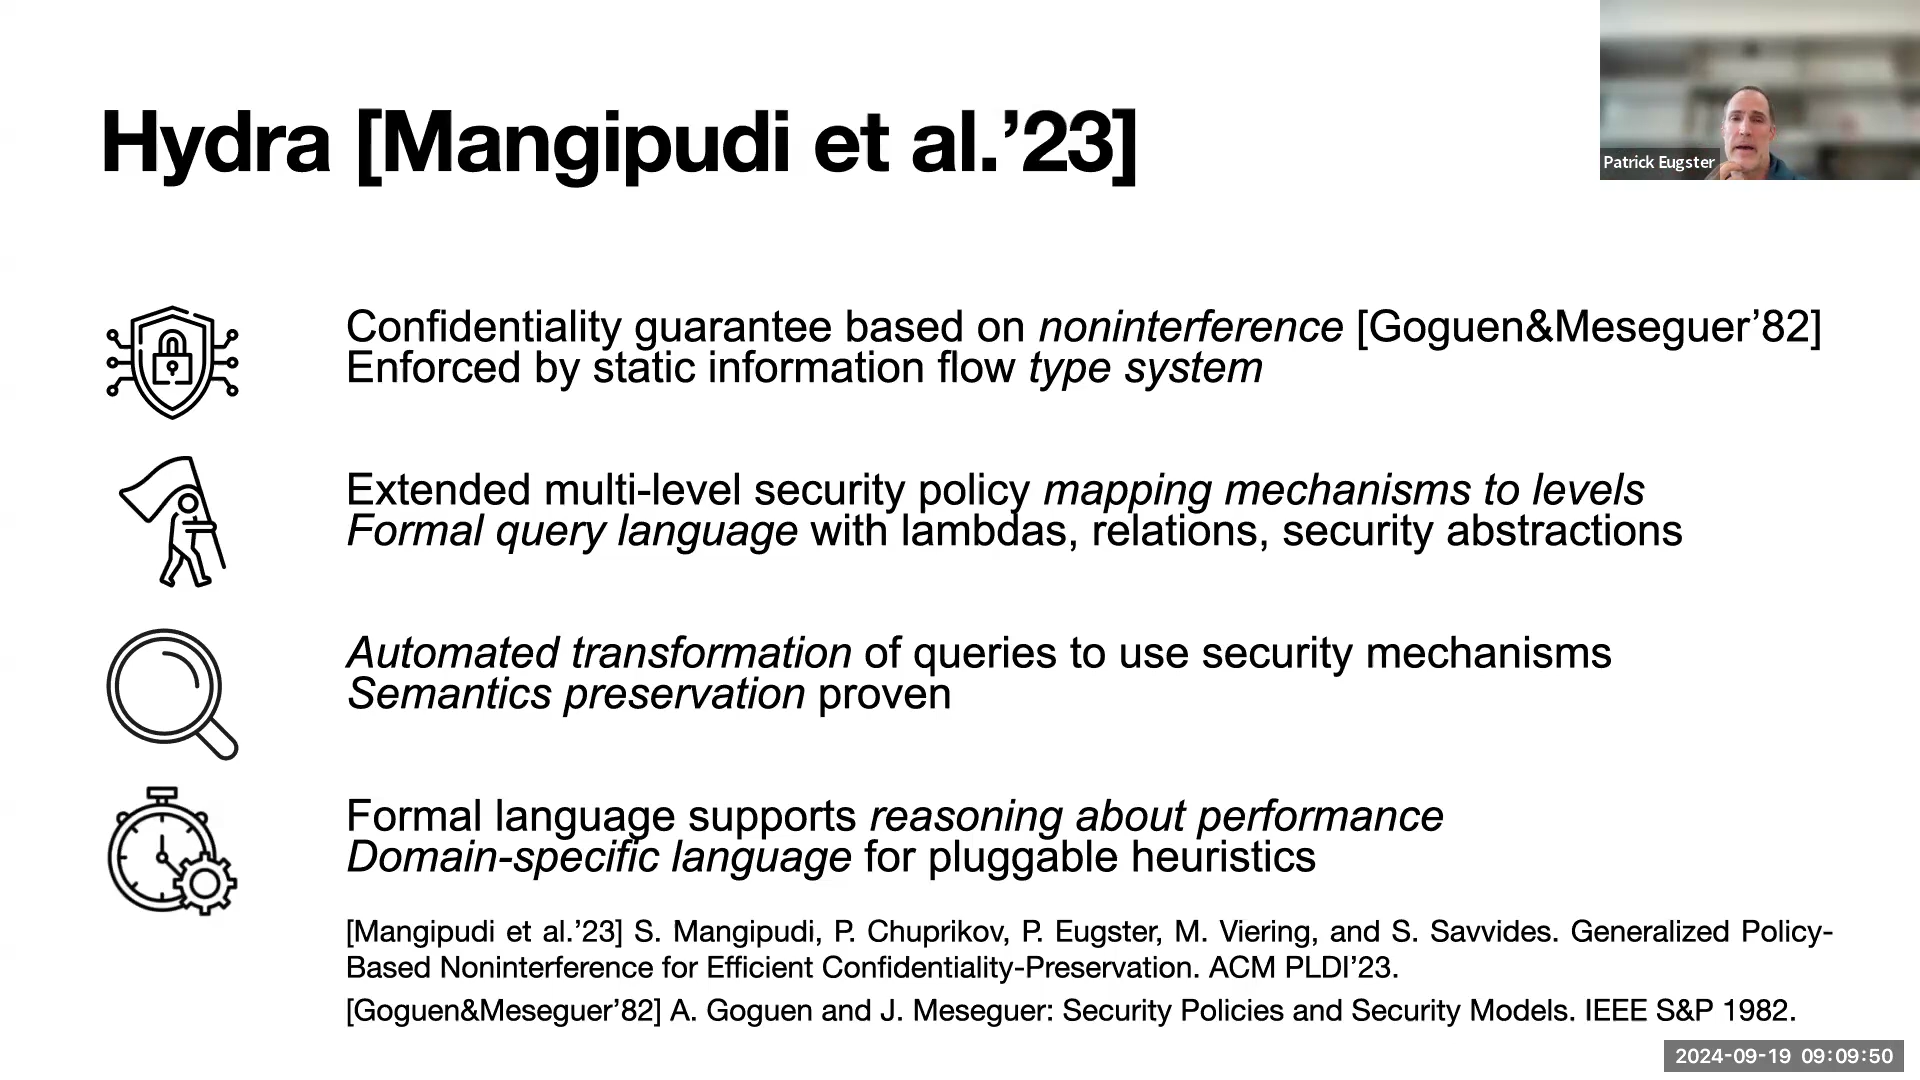 Hydra [Mangipudi et al.’23]
Patrick Eugster
Confidentiality guarantee based on noninterference [Goguen&Meseguer’82]
Enforced by static information flow type system
Extended multi-level security policy mapping mechanisms to levels
Formal query language with lambdas, relations, security abstractions
Automated transformation of queries to use security mechanisms
Semantics preservation proven
Formal language supports reasoning about performance
Domain-specific language for pluggable heuristics
[Mangipudi et al.’23] S. Mangipudi, P. Chuprikov, P. Eugster, M. Viering, and S. Savvides. Generalized Policy-
Based Noninterference for Efficient Confidentiality-Preservation. ACM PLDI’23.
[Goguen&Meseguer’82] A. Goguen and J. Meseguer: Security Policies and Security Models. IEEE S&P 1982.
2024-09-19 09:09:50